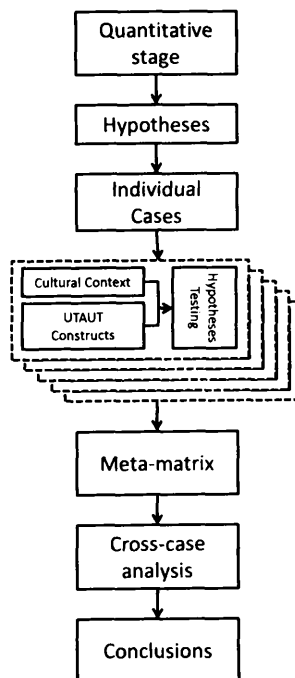 Quantitative
stage
Hypotheses
Individual
Cases
Cultural Context
UTAUT
Constructs
Hypotheses
Testing
Meta-matrix
Cross-case
analysis
Conclusions